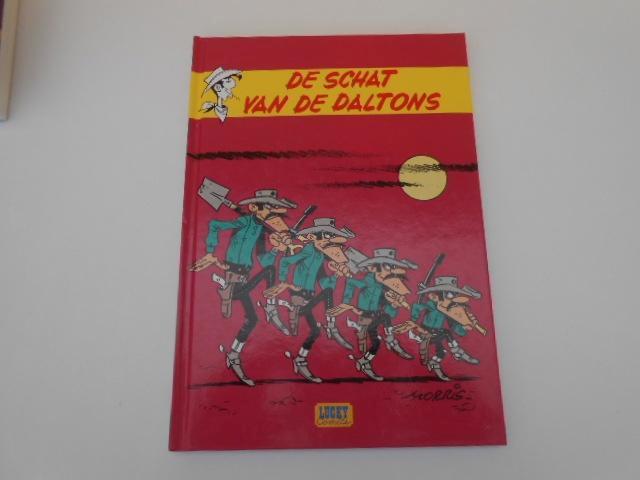 DE SCHAT
VAN DE DALTONS
MORRIS
LUCKY
Comics